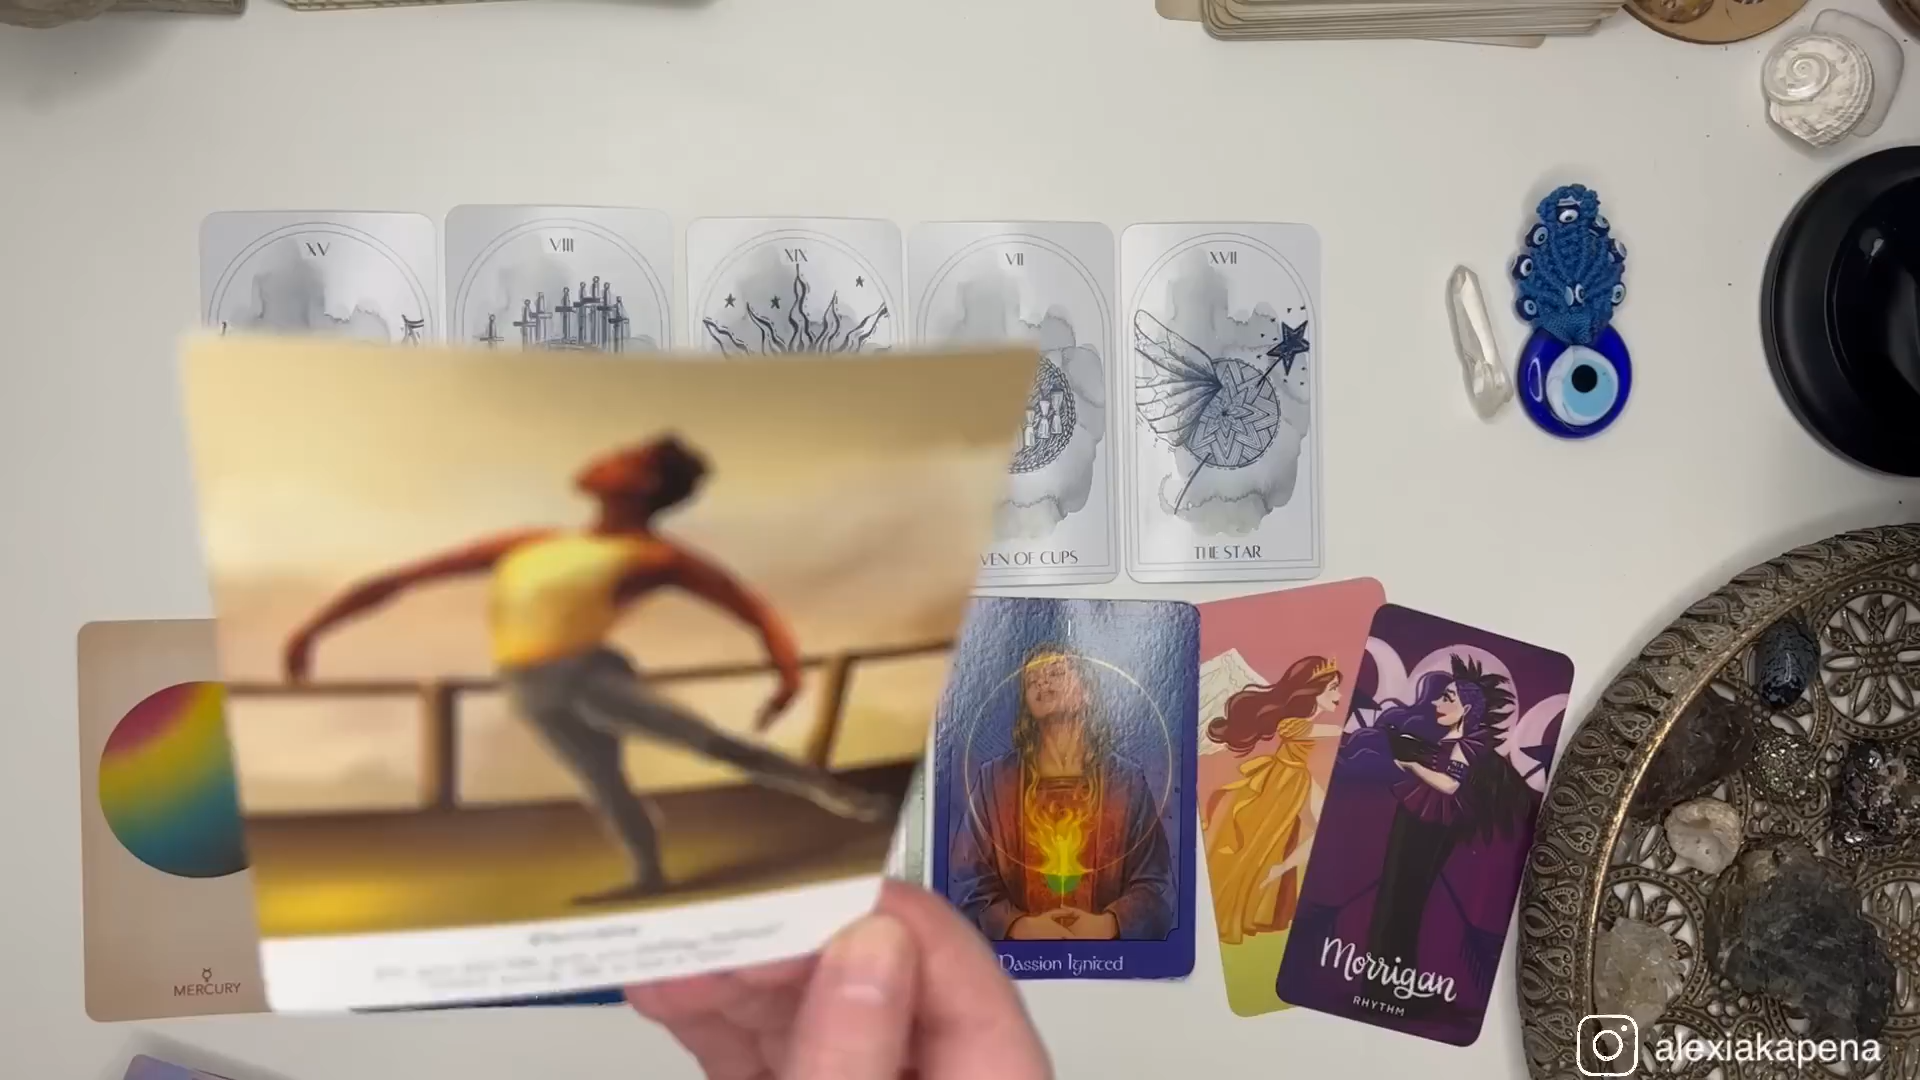 XV
VIII
XIX
VII
XVII
VEN OF CUPS
THE STAR
I
MERCURY
Passion Ignited
Morrigan
RHYTHM
alexiakapena